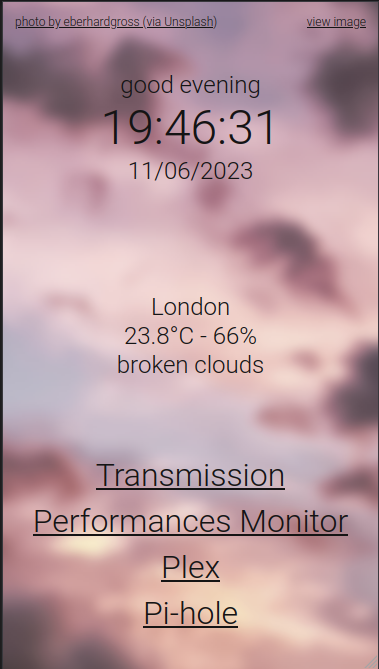 photo by eberhardgross (via Unsplash) view image
good evening
19:46:31
11/06/2023
London
23.8°C - 66%
broken clouds
Transmission
Performances Monitor
Plex
Pi-hole